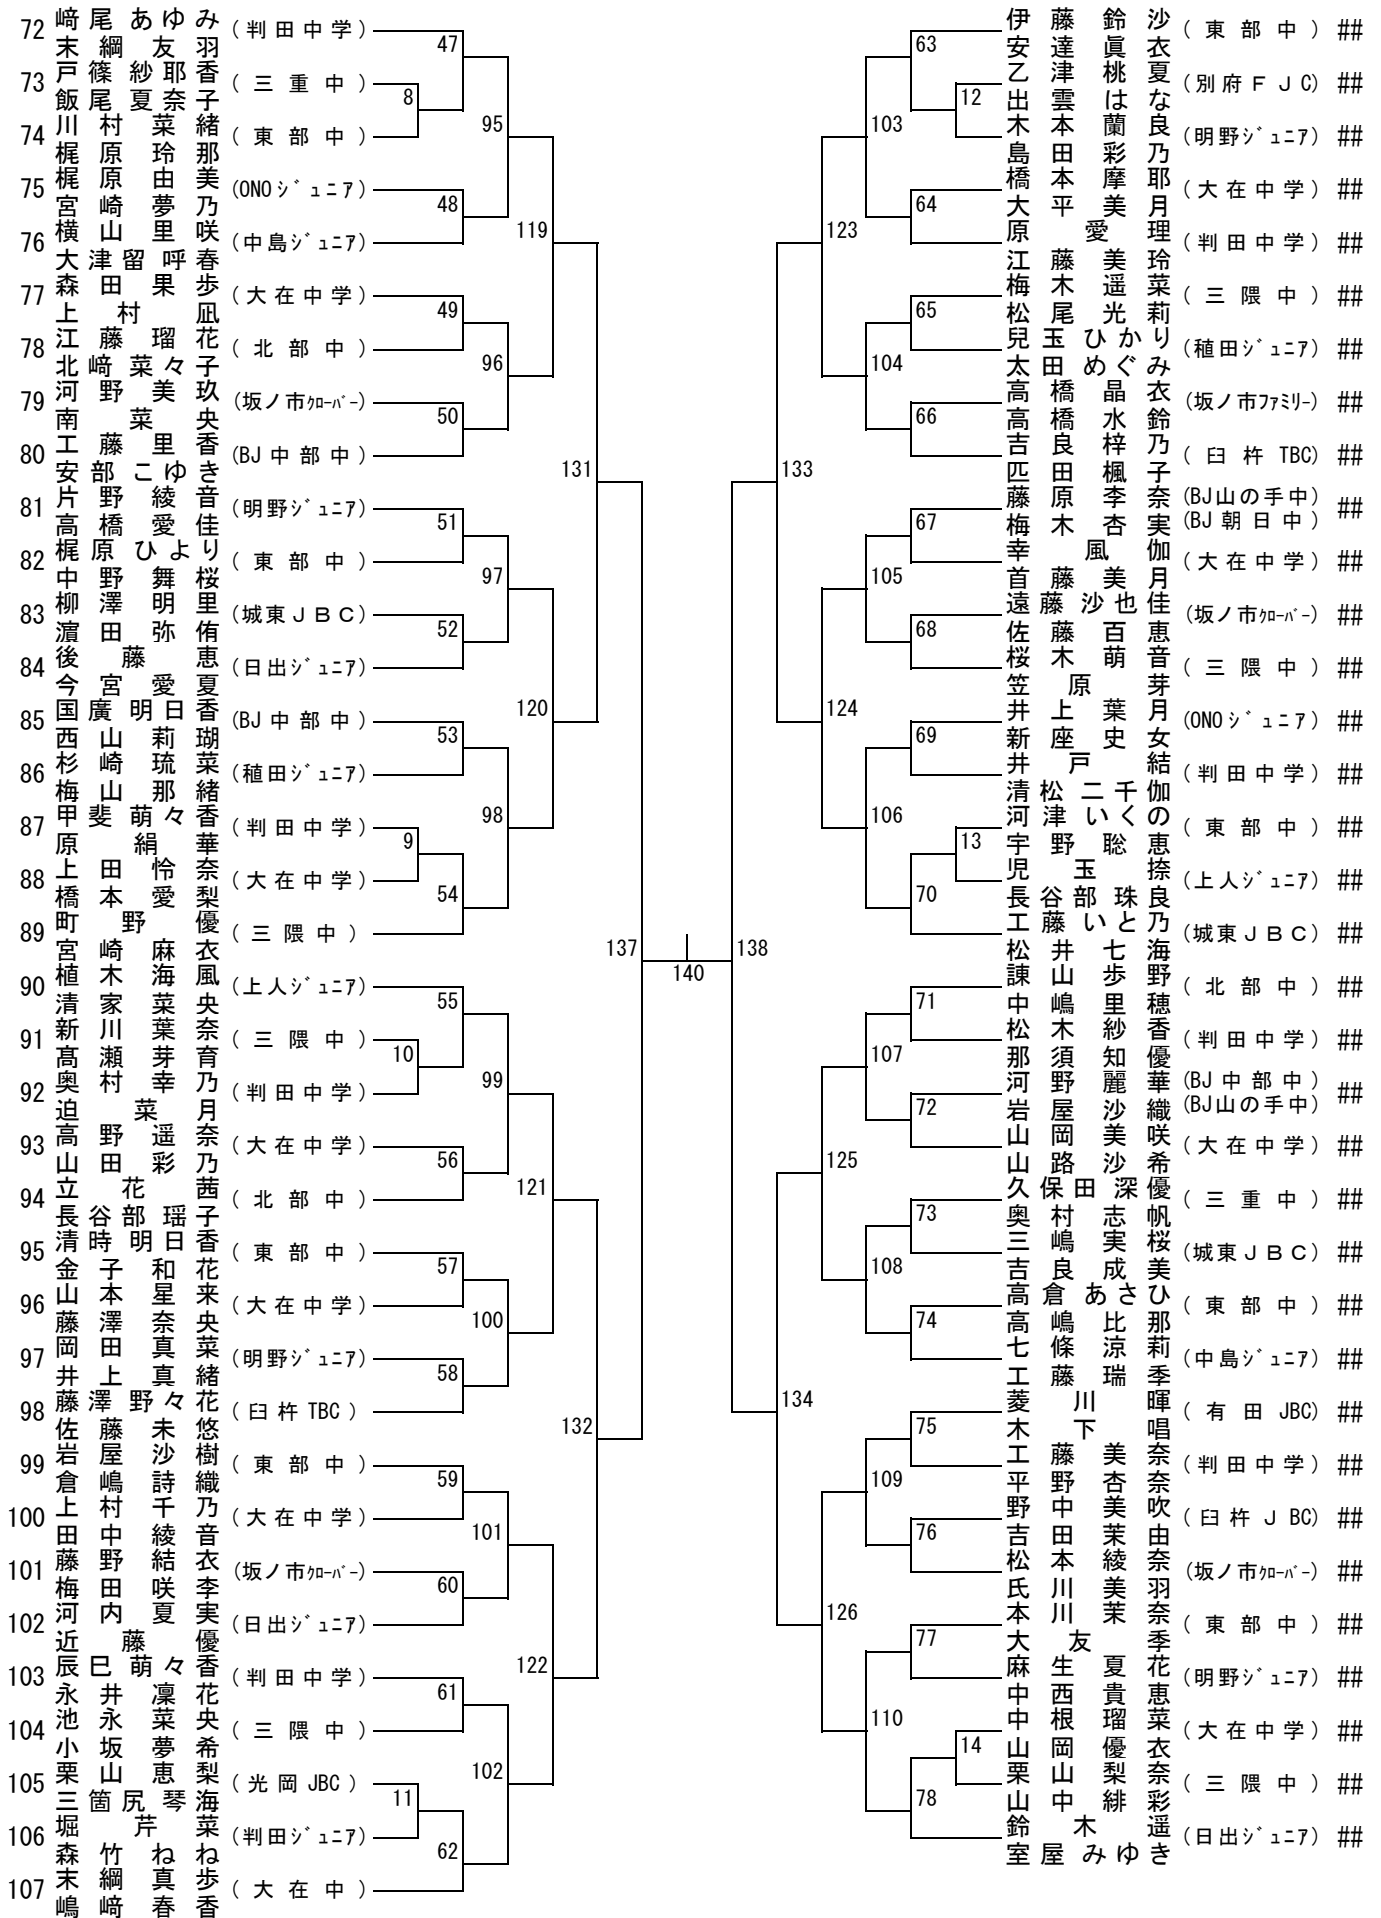 72 﨑尾 あゆみ (判田中学)
末綱友羽
73 戸篠 紗耶香 (三重中)
飯尾 夏奈子
74 川村菜緒 (東部中)
梶原玲那
75 梶原由美 (ONOジュニア)
宮崎夢乃
76 横山里咲 (中島ジュニア)
大津留 呼春
77 森田果歩 (大在中学)
上村凪
78 江藤瑠花 (北部中)
北﨑 菜々子
79 河野美玖 (坂ノ市クローバー)
南菜央
80 工藤里香 (BJ中部中)
安部 こゆき
81 片野綾音 (明野ジュニア)
高橋愛佳
82 梶原 ひより (東部中)
中野舞桜
83 柳澤明里 (城東JBC)
濵田弥侑
84 後藤恵 (日出ジュニア)
今宮愛夏
85 国廣 明日香 (BJ中部中)
西山莉瑚
86 杉崎琉菜 (稙田ジュニア)
梅山那緒
87 甲斐 萌々香 (判田中学)
原絹華
88 上田怜奈 (大在中学)
橋本愛梨
89 町野優 (三隈中)
宮崎麻衣
90 植木海風 (上人ジュニア)
清家菜央
91 新川葉奈 (三隈中)
髙瀬芽育
92 奥村幸乃 (判田中学)
迫菜月
93 高野遥奈 (大在中学)
山田彩乃
94 立花茜 (北部中)
長谷部 瑶子
95 清時 明日香 (東部中)
金子和花
96 山本星来 (大在中学)
藤澤奈央
97 岡田真菜 (明野ジュニア)
井上真緒
98 藤澤 野々花 (臼杵TBC)
佐藤未悠
99 岩屋沙樹 (東部中)
倉嶋詩織
100 上村千乃 (大在中学)
田中綾音
101 藤野結衣 (坂ノ市クローバー)
梅田咲李
102 河内夏実 (日出ジュニア)
近藤優
103 辰巳 萌々香 (判田中学)
永井凜花
104 池永菜央 (三隈中)
小坂夢希
105 栗山恵梨 (光岡JBC)
三箇尻 琴海
106 堀芹菜 (判田ジュニア)
森竹ねね
107 末綱真歩 (大在中)
嶋﨑春香
47
8
95
48
119
49
96
50
131
51
97
52
120
53
98
9
54
137
55
10
99
56
121
57
100
58
132
59
101
60
122
61
102
11
62
140
138
63
12
103
64
123
65
104
66
133
67
105
68
124
69
106
13
70
71
107
72
125
73
108
74
134
75
109
76
126
77
110
14
78
伊藤鈴沙 (東部中) ##
安達眞衣
乙津桃夏 (別府FJC) ##
出雲はな
木本蘭良 (明野ジュニア) ##
島田彩乃
橋本摩耶 (大在中学) ##
大平美月
原愛理 (判田中学) ##
江藤美玲
梅木遥菜 (三隈中) ##
松尾光莉
兒玉 ひかり (稙田ジュニア) ##
太田 めぐみ
高橋晶衣 (坂ノ市ファミリー) ##
高橋水鈴
吉良梓乃 (臼杵TBC) ##
匹田楓子
藤原李奈 (BJ山の手中) ##
梅木杏実 (BJ朝日中)
幸風伽 (大在中学) ##
首藤美月
遠藤 沙也佳 (坂ノ市クローバー) ##
佐藤百恵
桜木萌音 (三隈中) ##
笠原芽
井上葉月 (ONOジュニア) ##
新座史女
井戸結 (判田中学) ##
清松 二千伽
河津 いくの (東部中) ##
宇野聡恵
児玉捺 (上人ジュニア) ##
長谷部 珠良
工藤 いと乃 (城東JBC) ##
松井七海
諌山歩野 (北部中) ##
中嶋里穂
松木紗香 (判田中学) ##
那須知優
河野麗華 (BJ中部中) ##
岩屋沙織 (BJ山の手中)
山岡美咲 (大在中学) ##
山路沙希
久保田 深優 (三重中) ##
奥村志帆
三嶋実桜 (城東JBC) ##
吉良成美
高倉 あさひ (東部中) ##
高嶋比那
七條涼莉 (中島ジュニア) ##
工藤瑞季
菱川暉 (有田JBC) ##
木下唱
工藤美奈 (判田中学) ##
平野杏奈
野中美吹 (臼杵JBC) ##
吉田茉由
松本綾奈 (坂ノ市クローバー) ##
氏川美羽
本川茉奈 (東部中) ##
大友季
麻生夏花 (明野ジュニア) ##
中西貴恵
中根瑠菜 (大在中学) ##
山岡優衣
栗山梨奈 (三隈中) ##
山中緋彩
鈴木遥 (日出ジュニア) ##
室屋 みゆき